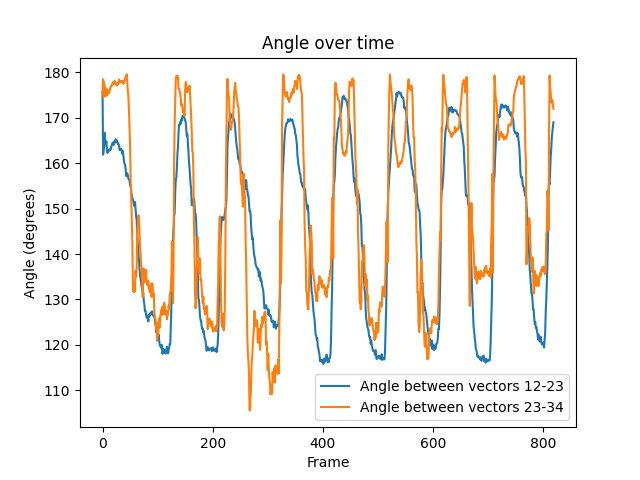 Angle over time
Angle (degrees)
180
170
160
150
140
130
120
110
0
200
400
600
800
Frame
Angle between vectors 12-23
Angle between vectors 23-34